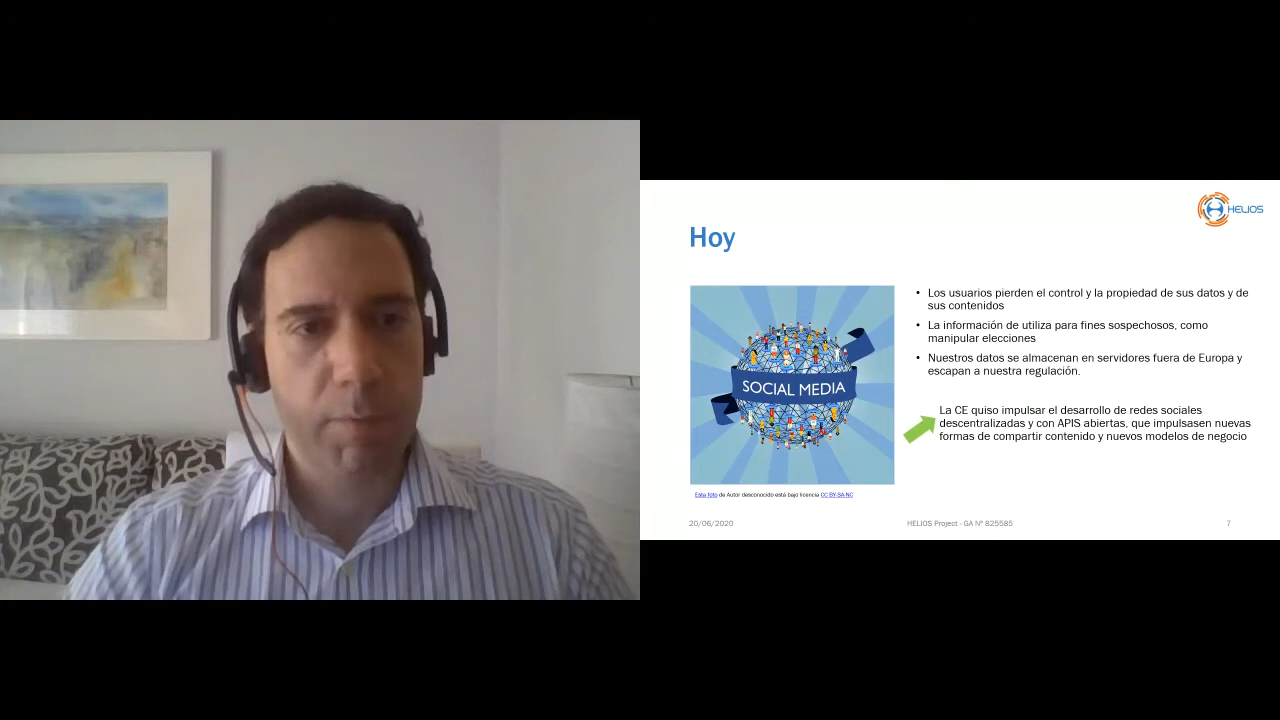 HELIOS
Hoy
SOCIAL MEDIA
• Los usuarios pierden el control y la propiedad de sus datos y de
sus contenidos
• La información de utiliza para fines sospechosos, como
manipular elecciones
• Nuestros datos se almacenan en servidores fuera de Europa y
escapan a nuestra regulación.
La CE quiso impulsar el desarrollo de redes sociales
descentralizadas y con APIS abiertas, que impulsasen nuevas
formas de compartir contenido y nuevos modelos de negocio
Esta foto de Autor desconocido está bajo licencia CC BY-SA-NC
20/06/2020
HELIOS Project - GA Nº 825585
7